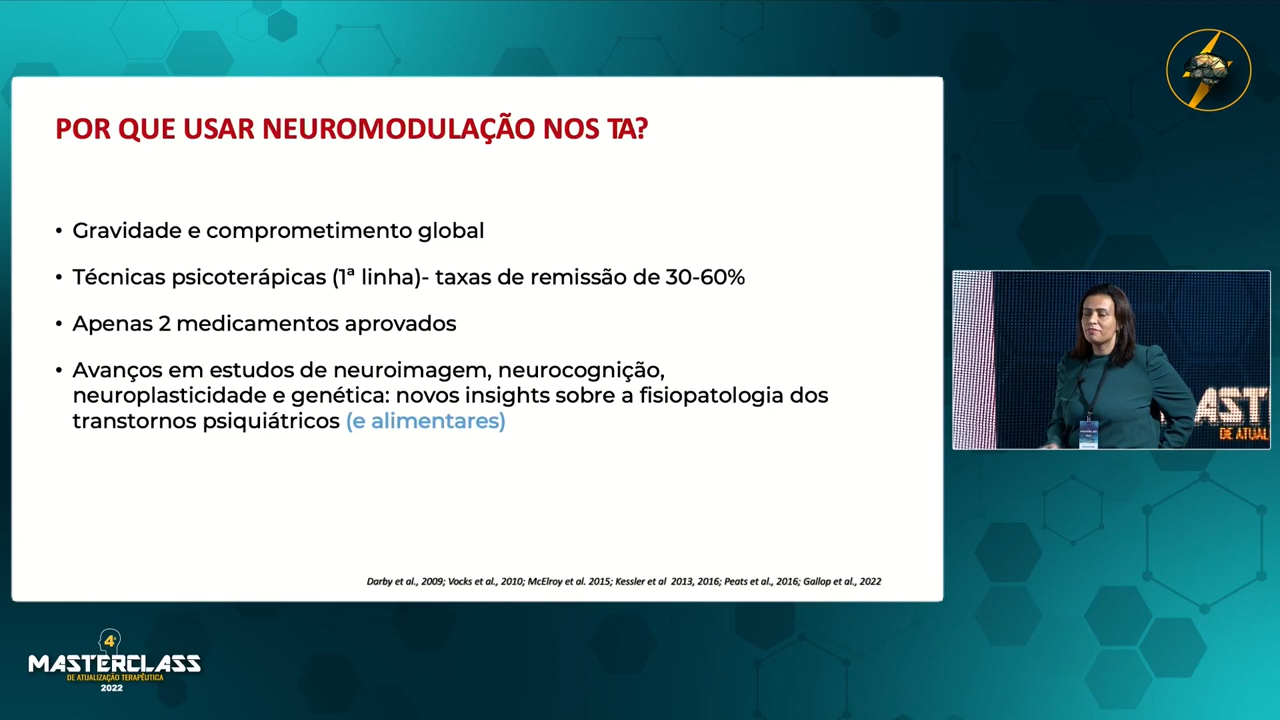 POR QUE USAR NEUROMODULAÇÃO NOS TA?
• Gravidade e comprometimento global
• Técnicas psicoterápicas (1ª linha)- taxas de remissão de 30-60%
• Apenas 2 medicamentos aprovados
• Avanços em estudos de neuroimagem, neurocognição,
neuroplasticidade e genética: novos insights sobre a fisiopatologia dos
transtornos psiquiátricos (e alimentares)
Darby et al., 2009; Vocks et al., 2010; McElroy et al. 2015; Kessler et al 2013, 2016; Peats et al., 2016; Gallop et al., 2022
AST
DE ATUAL
4ª
MASTERCLASS
DE ATUALIZAÇÃO TERAPÊUTICA
2022